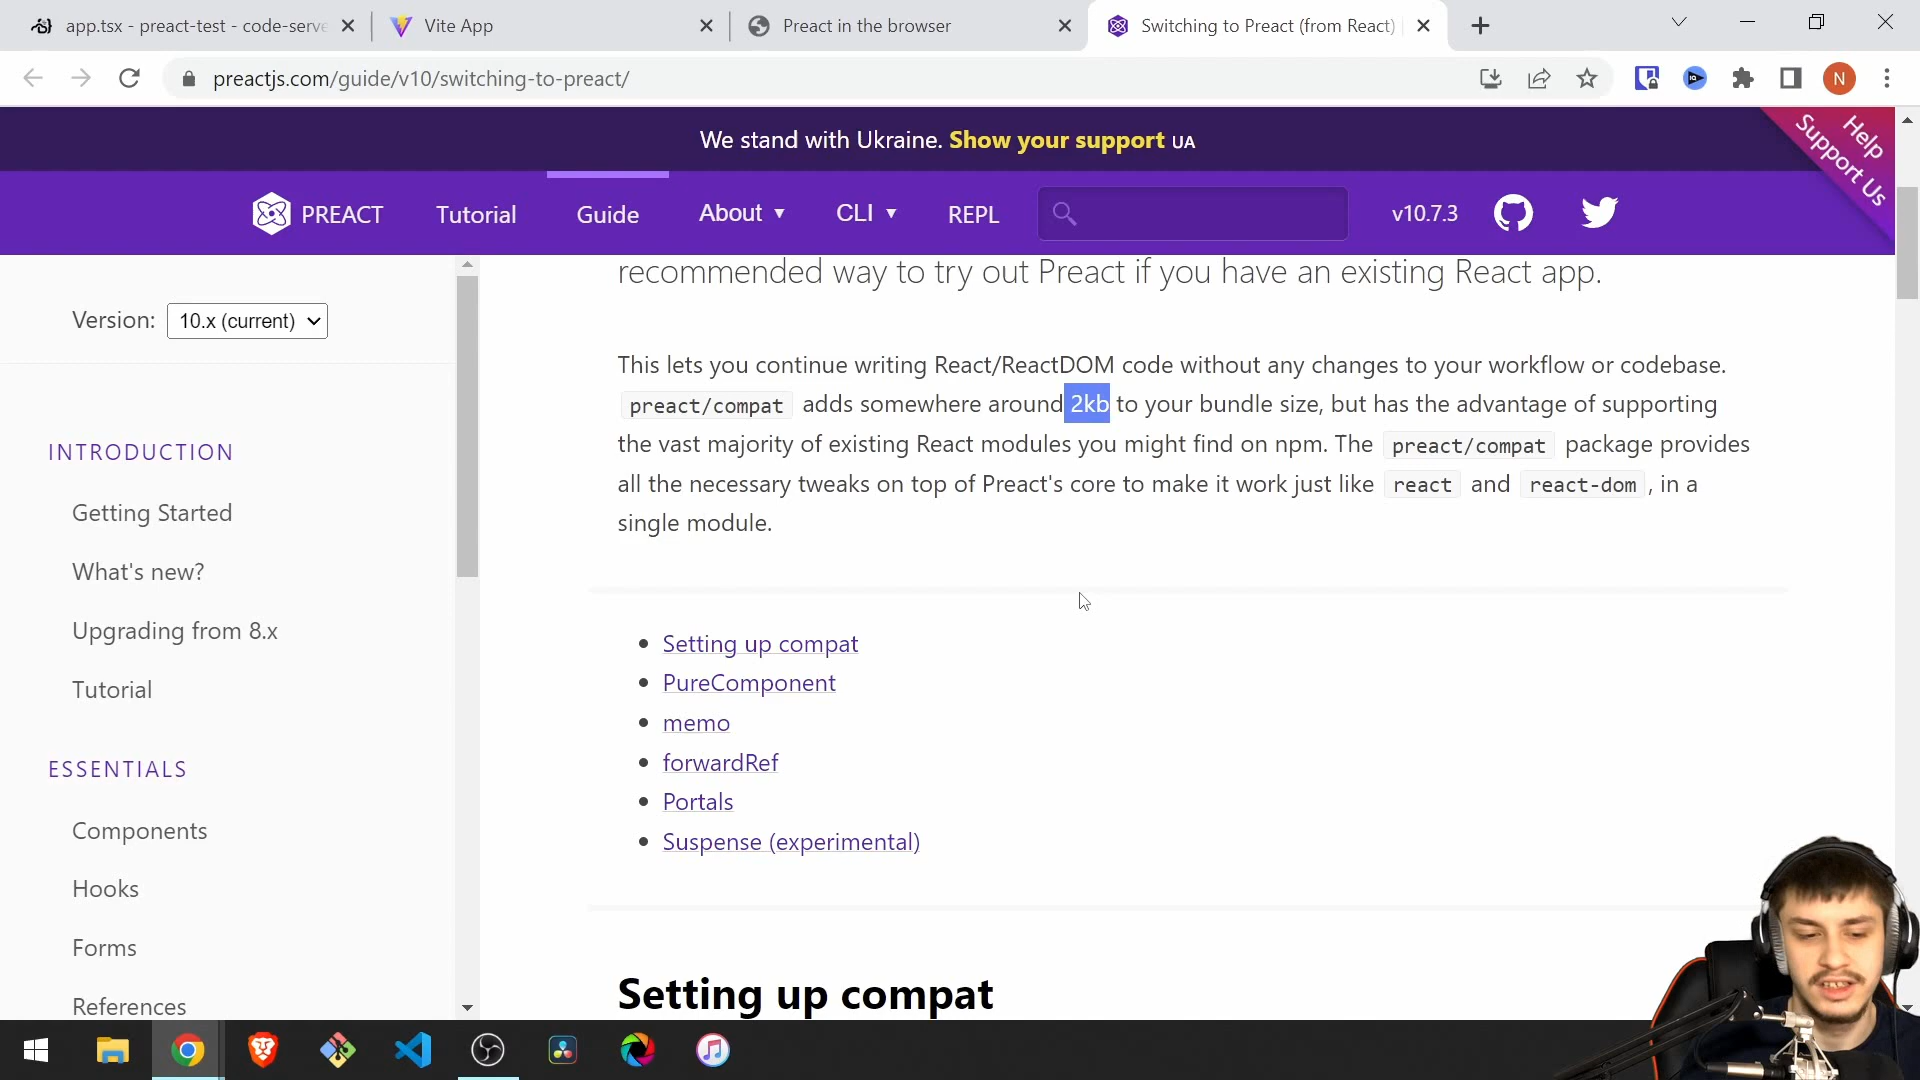 app.tsx - preact-test - code-serve
Vite App
Preact in the browser
Switching to Preact (from React) |
preactjs.com/guide/v10/switching-to-preact/
N
We stand with Ukraine. Show your support UA
Help
Support Us
PREACT
Tutorial
Guide
About ▼
CLI ▼
REPL
v10.7.3
Version:
10.x (current)
INTRODUCTION
Getting Started
What's new?
Upgrading from 8.x
Tutorial
ESSENTIALS
Components
Hooks
Forms
References
recommended way to try out Preact if you have an existing React app.
This lets you continue writing React/ReactDOM code without any changes to your workflow or codebase.
preact/compat adds somewhere around 2kb to your bundle size, but has the advantage of supporting
the vast majority of existing React modules you might find on npm. The preact/compat package provides
all the necessary tweaks on top of Preact's core to make it work just like react and react-dom, in a
single module.
• Setting up compat
• PureComponent
• memo
• forwardRef
• Portals
• Suspense (experimental)
Setting up compat